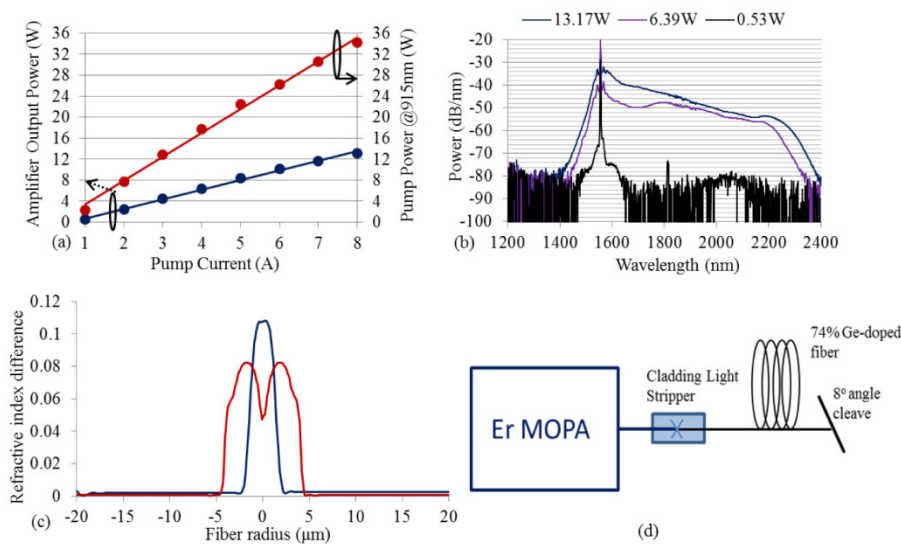 (a)
Amplifier Output Power (W)
36
32
28
24
20
16
12
8
4
0
1 2 3 4 5 6 7 8
Pump Current (A)
36
32
28
24
20
16
12
8
4
0
Pump Power @915nm (W)
13.17W 6.39W 0.53W
Power (dB/nm)
-20
-30
-40
-50
-60
-70
-80
-90
-100
1200 1400 1600 1800 2000 2200 2400
(b)
Wavelength (nm)
Refractive index difference
0.12
0.1
0.08
0.06
0.04
0.02
0
-20 -15 -10 -5 0 5 10 15 20
(c)
Fiber radius (µm)
Er MOPA
Cladding Light
Stripper
74% Ge-doped
fiber
8° angle
cleave
(d)